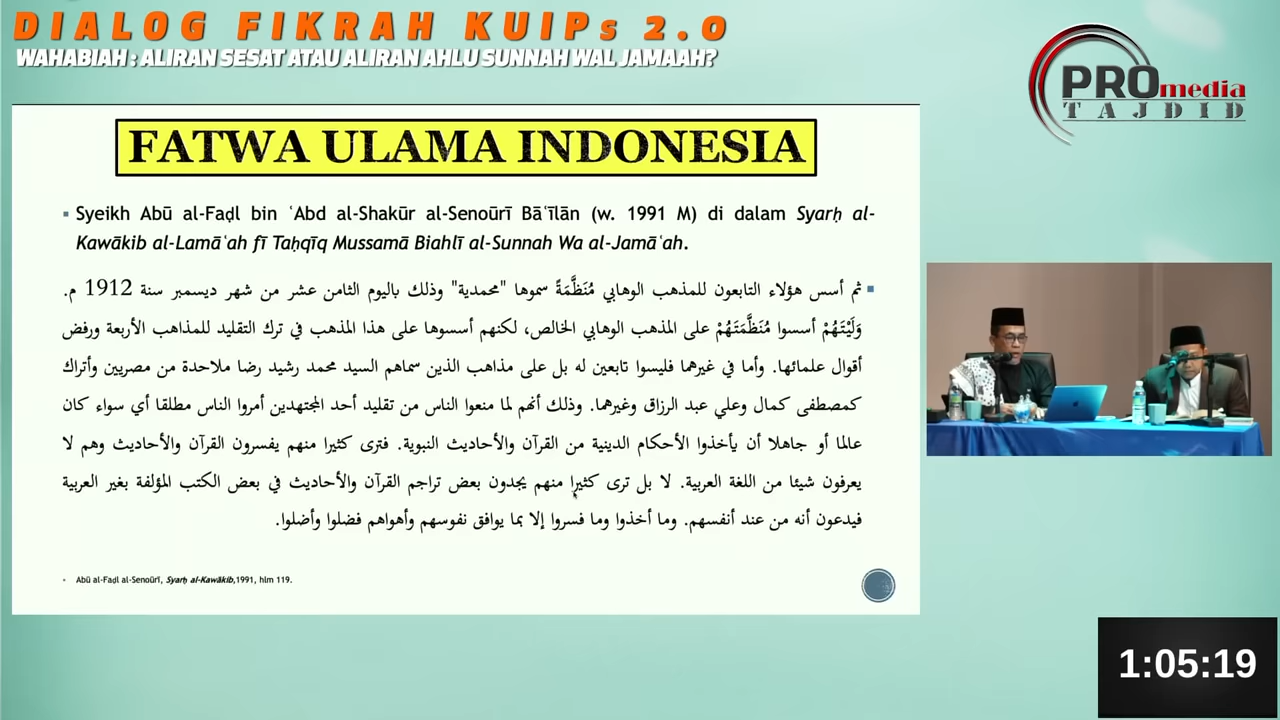 DIALOG FIKRAH KUIPs 2.0
WAHABIAH : ALIRAN SESAT ATAU ALIRAN AHLU SUNNAH WAL JAMAAH?
PROmedia
TAJDID
FATWA ULAMA INDONESIA
▪ Syeikh Abū al-Faḍl bin ʿAbd al-Shakūr al-Senōurī Bāʿīlān (w. 1991 M) di dalam Syarḥ al-
Kawākib al-Lamāʿah fī Taḥqīq Mussamā Biahlī al-Sunnah Wa al-Jamāʿah.
▪ ثم أسس هؤلاء التابعون للمذهب الوهابي مُنَظَّمَةً سموها "محمدية" وذلك باليوم الثامن عشر من شهر ديسمبر سنة 1912 م.
وَلَيْتَهُمْ أسسوا مُنَظَّمَتَهُمْ على المذهب الوهابي الخالص، لكنهم أسسوها على هذا المذهب في ترك التقليد للمذاهب الأربعة ورفض
أقوال علمائها. وأما في غيرهما فليسوا تابعين له بل على مذاهب الذين سماهم السيد محمد رشيد رضا ملاحدة من مصريين وأتراك
كمصطفى كمال وعلي عبد الرزاق وغيرهما. وذلك أنهم لما منعوا الناس من تقليد أحد المجتهدين أمروا الناس مطلقا أي سواء كان
عالما أو جاهلا أن يأخذوا الأحكام الدينية من القرآن والأحاديث النبوية. فترى كثيرا منهم يفسرون القرآن والأحاديث وهم لا
يعرفون شيئا من اللغة العربية. لا بل ترى كثيرا منهم يجدون بعض تراجم القرآن والأحاديث في بعض الكتب المؤلفة بغير العربية
فيدعون أنه من عند أنفسهم. وما أخذوا وما فسروا إلا بما يوافق نفوسهم وأهواهم فضلوا وأضلوا.
▪ Abū al-Faḍl al-Senōurī, Syarḥ al-Kawākib,1991, hlm 119.
1:05:19